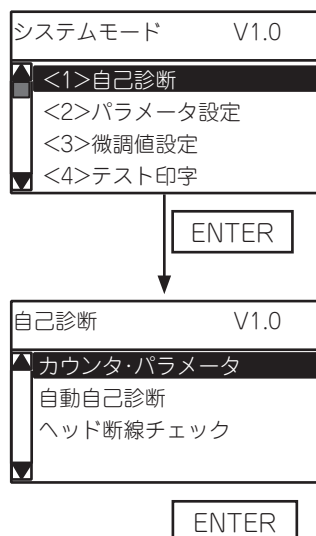 システムモード V1.0
<1>自己診断
<2>パラメータ設定
<3>微調値設定
<4>テスト印字
ENTER
自己診断 V1.0
カウンタ・パラメータ
自動自己診断
ヘッド断線チェック
ENTER